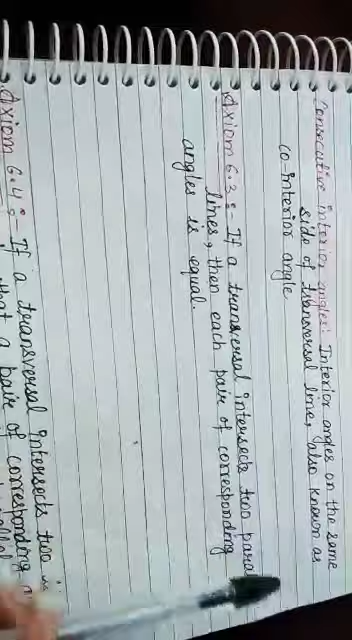 Consecutive interior angles: Interior angles on the same
side of transversal line, also known as
co-interior angle
Axiom 6.3 :- If a transversal intersects two paral
lines, then each pair of corresponding
angles is equal.
Axiom 6.4 :- If a transversal intersects two
that a pair of corresponding